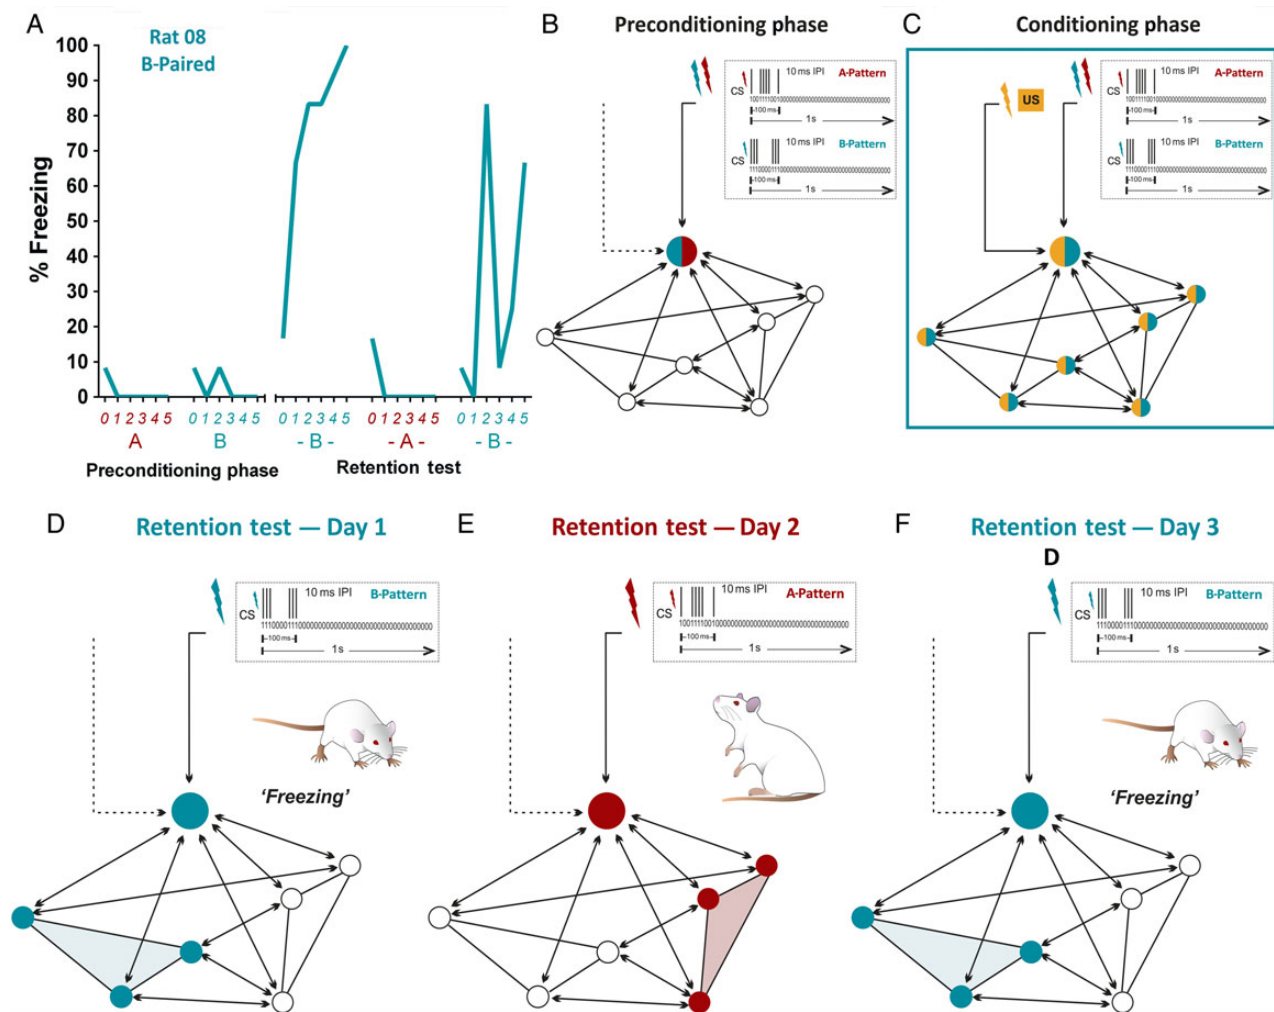 A
Rat 08
B-Paired
% Freezing
100
90
80
70
60
50
40
30
20
10
0
0 1 2 3 4 5
0 1 2 3 4 5
0 1 2 3 4 5
0 1 2 3 4 5
0 1 2 3 4 5
A
B
- B -
- A -
- B -
Preconditioning phase
Retention test
B
Preconditioning phase
10 ms IPI
A-Pattern
CS
100 ms
1s
10 ms IPI
B-Pattern
CS
100 ms
1s
C
Conditioning phase
US
10 ms IPI
A-Pattern
CS
100 ms
1s
10 ms IPI
B-Pattern
CS
100 ms
1s
D
Retention test — Day 1
10 ms IPI
B-Pattern
CS
100 ms
1s
'Freezing'
E
Retention test — Day 2
10 ms IPI
A-Pattern
CS
100 ms
1s
F
Retention test — Day 3
D
10 ms IPI
B-Pattern
CS
100 ms
1s
'Freezing'